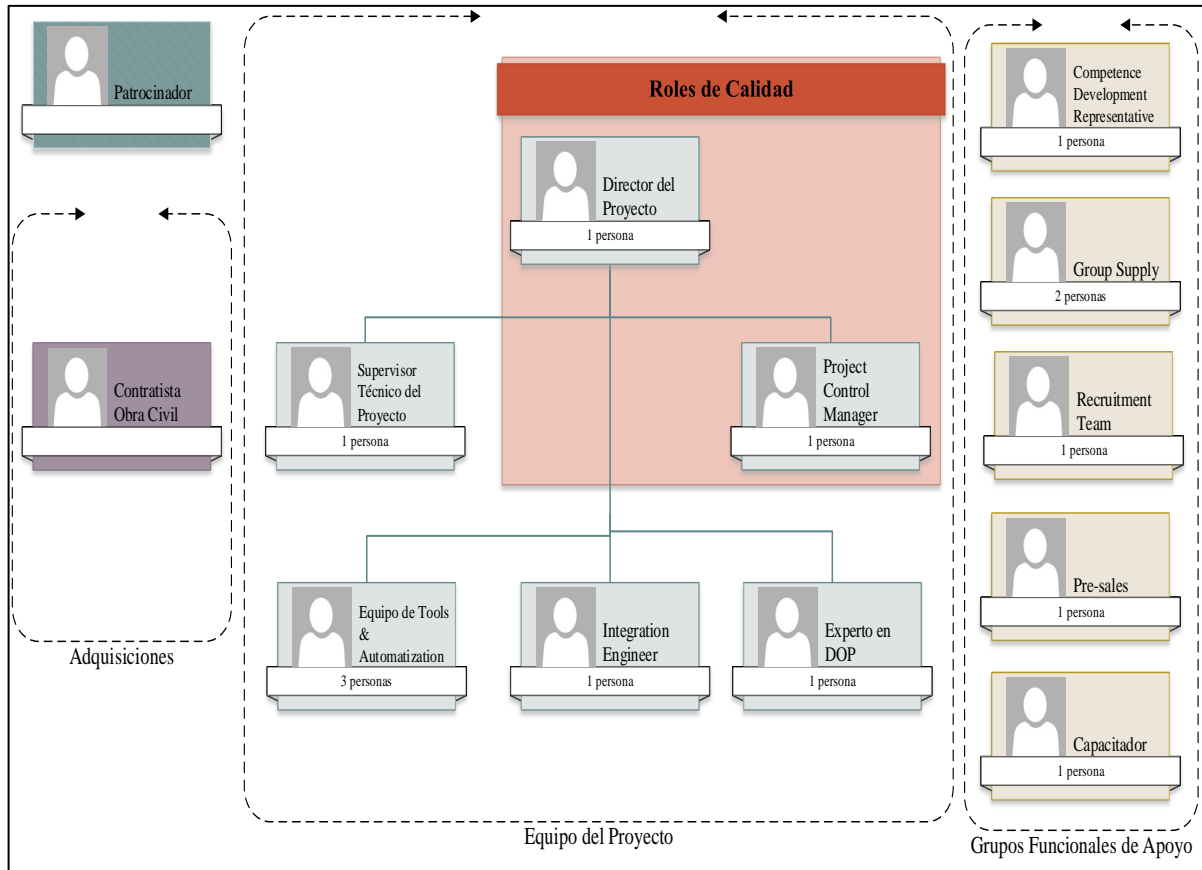 Patrocinador
Contratista
Obra Civil
Adquisiciones
Roles de Calidad
Director del
Proyecto
1 persona
Supervisor
Técnico del
Proyecto
1 persona
Project
Control
Manager
1 persona
Equipo de Tools
&
Automatization
3 personas
Integration
Engineer
1 persona
Experto en
DOP
1 persona
Equipo del Proyecto
Competence
Development
Representative
1 persona
Group Supply
2 personas
Recruitment
Team
1 persona
Pre-sales
1 persona
Capacitador
1 persona
Grupos Funcionales de Apoyo